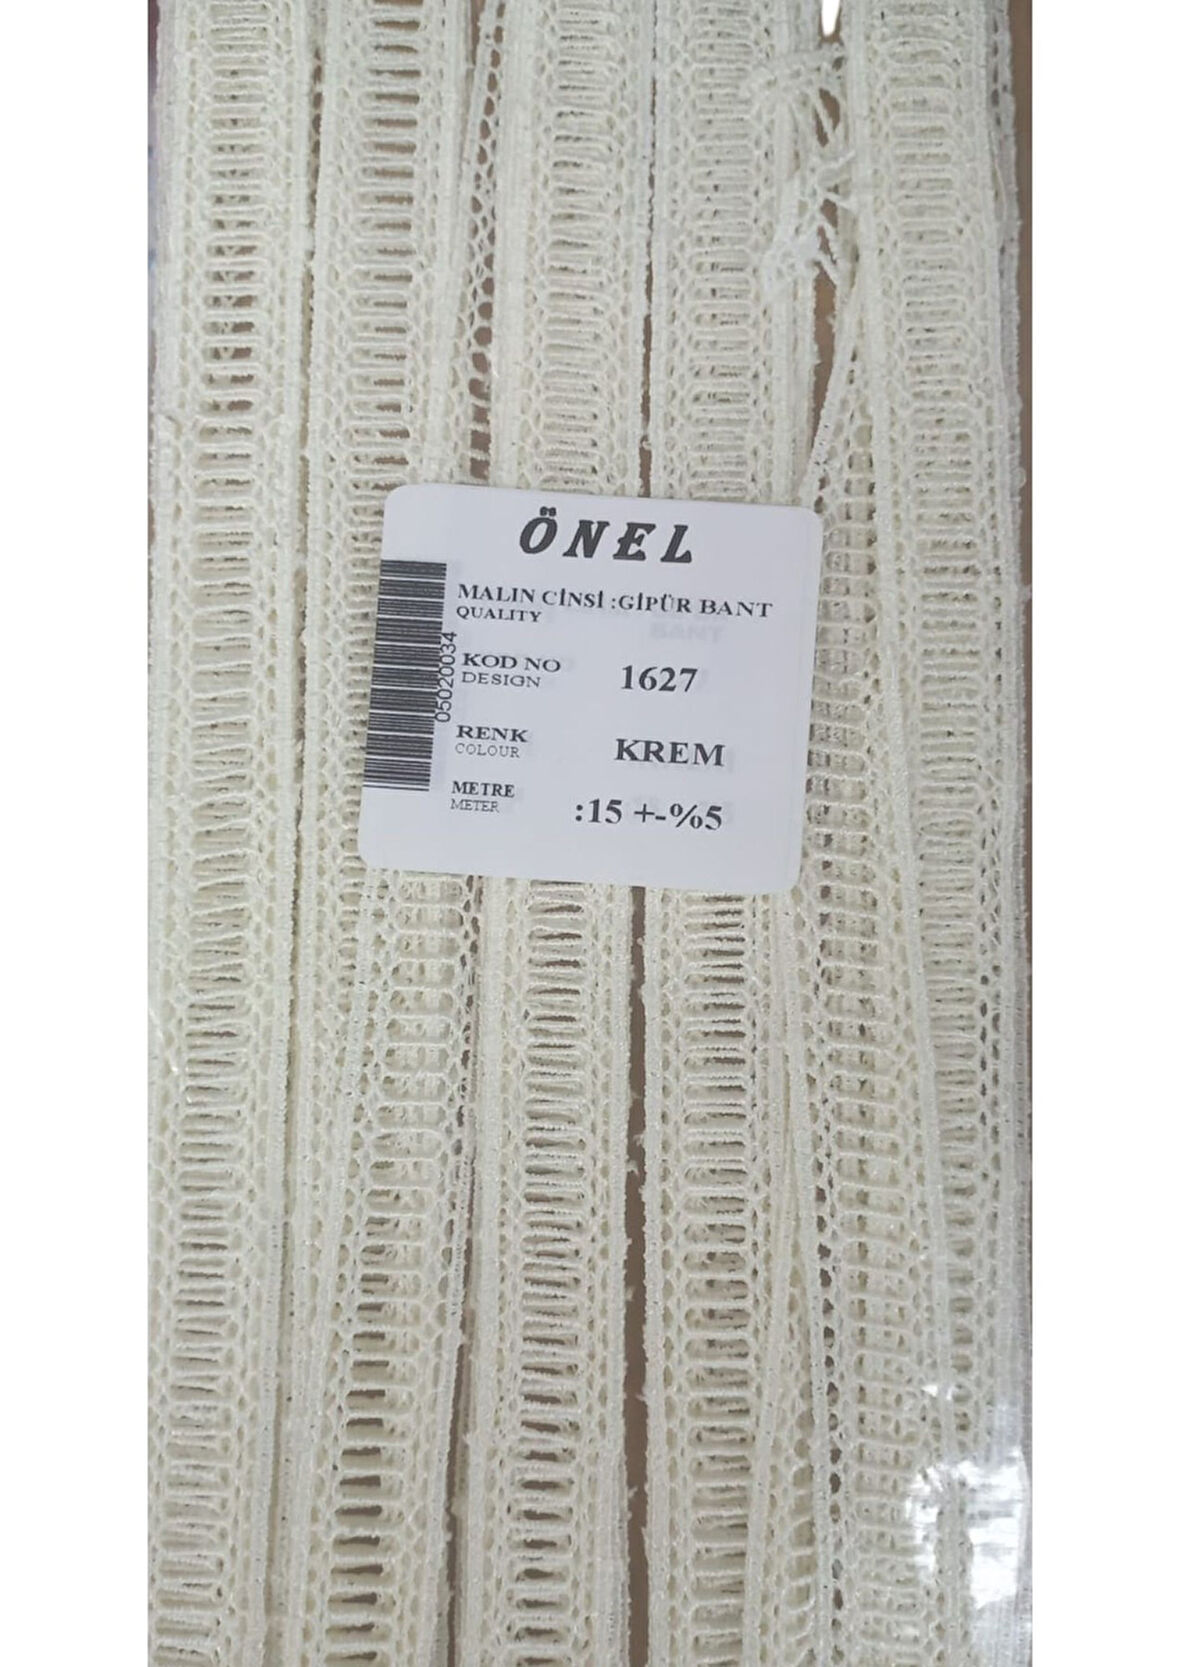 ÖNEL
MALIN CİNSİ :GİPÜR BANT
QUALITY
05020034
KOD NO 1627
DESIGN
RENK KREM
COLOUR
METRE :15 +-%5
METER